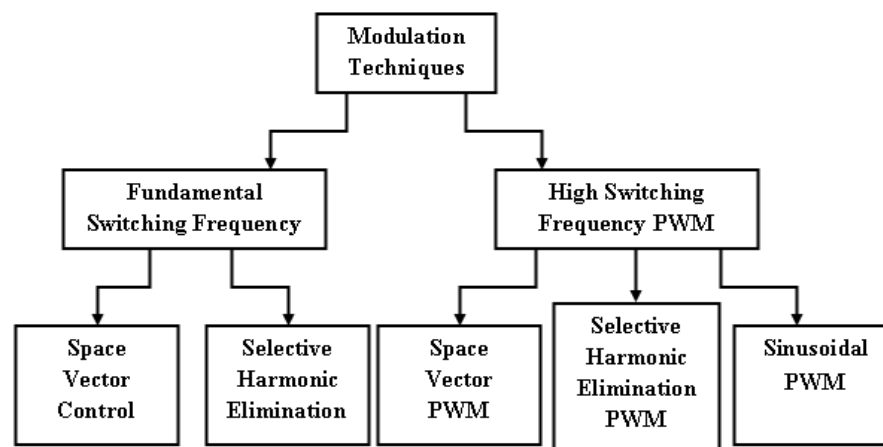 Modulation
Techniques
Fundamental
Switching Frequency
High Switching
Frequency PWM
Space
Vector
Control
Selective
Harmonic
Elimination
Space
Vector
PWM
Selective
Harmonic
Elimination
PWM
Sinusoidal
PWM